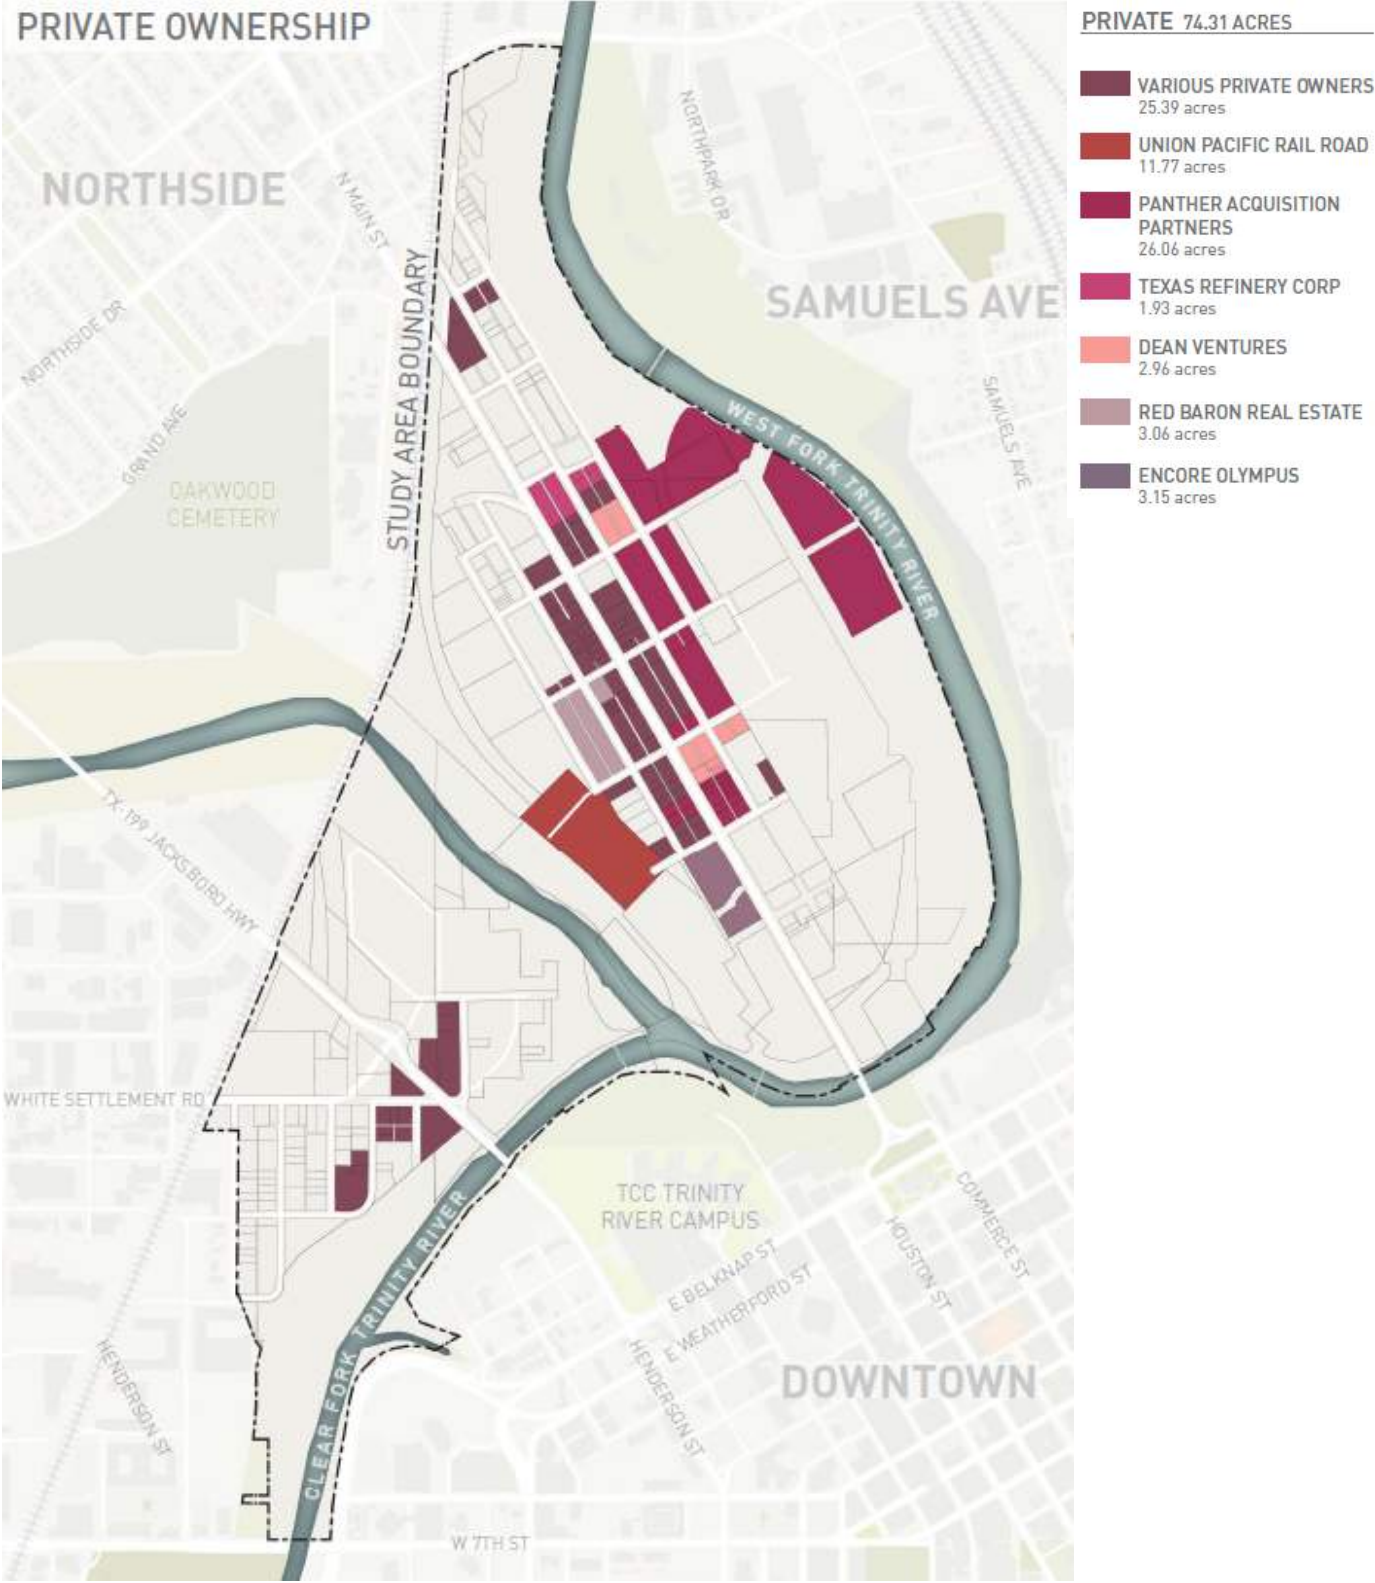 PRIVATE OWNERSHIP
PRIVATE 74.31 ACRES
VARIOUS PRIVATE OWNERS
25.39 acres
UNION PACIFIC RAIL ROAD
11.77 acres
PANTHER ACQUISITION
PARTNERS
26.06 acres
TEXAS REFINERY CORP
1.93 acres
DEAN VENTURES
2.96 acres
RED BARON REAL ESTATE
3.06 acres
ENCORE OLYMPUS
3.15 acres
NORTHSIDE
N MAIN ST
NORTHPARK DR
STUDY AREA BOUNDARY
SAMUELS AVE
NORTHSIDE DR
GRAND AVE
SAMUELS AVE
WEST FORK TRINITY RIVER
OAKWOOD
CEMETERY
TX-199 JACKSBORO HWY
WHITE SETTLEMENT RD
TCC TRINITY
RIVER CAMPUS
COMMERCE ST
HOUSTON ST
E BELKNAP ST
E WEATHERFORD ST
CLEAR FORK TRINITY RIVER
HENDERSON ST
HENDERSON ST
DOWNTOWN
W 7TH ST